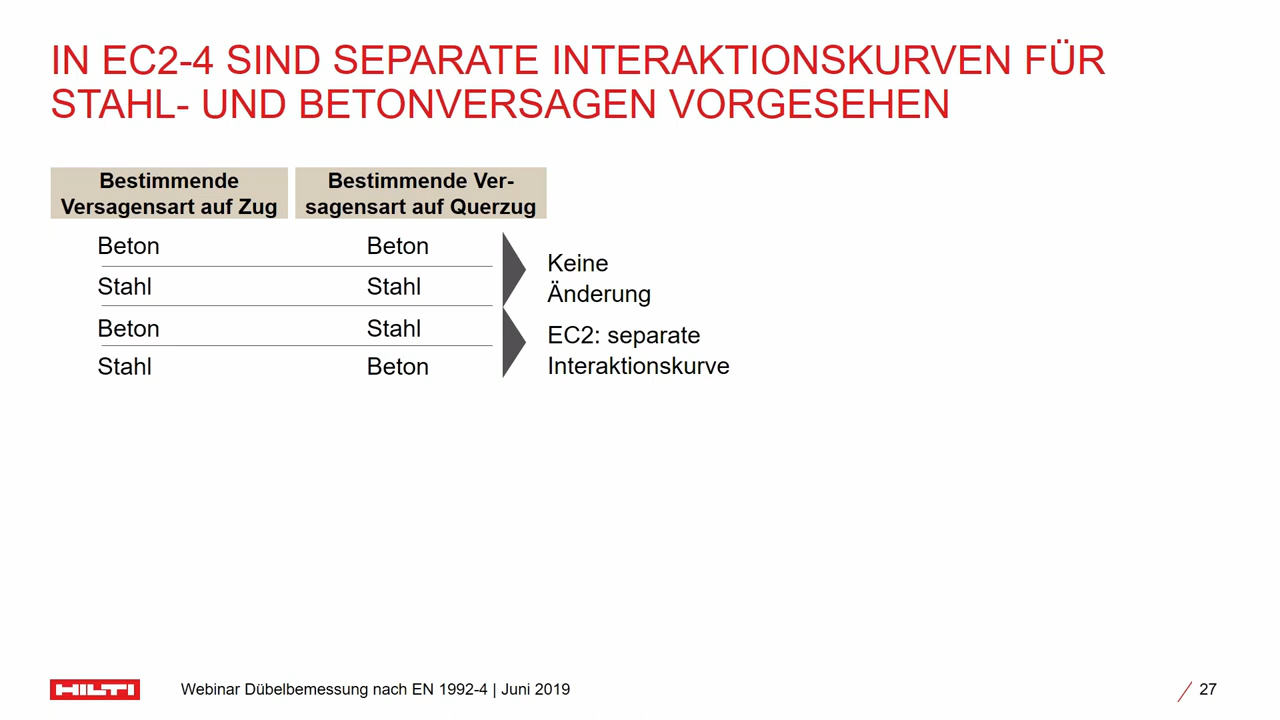 IN EC2-4 SIND SEPARATE INTERAKTIONSKURVEN FÜR
STAHL- UND BETONVERSAGEN VORGESEHEN
Bestimmende
Versagensart auf Zug
Bestimmende Ver-
sagensart auf Querzug
Beton Beton
Stahl Stahl
Keine
Änderung
Beton Stahl
Stahl Beton
EC2: separate
Interaktionskurve
HILTI Webinar Dübelbemessung nach EN 1992-4 | Juni 2019 27